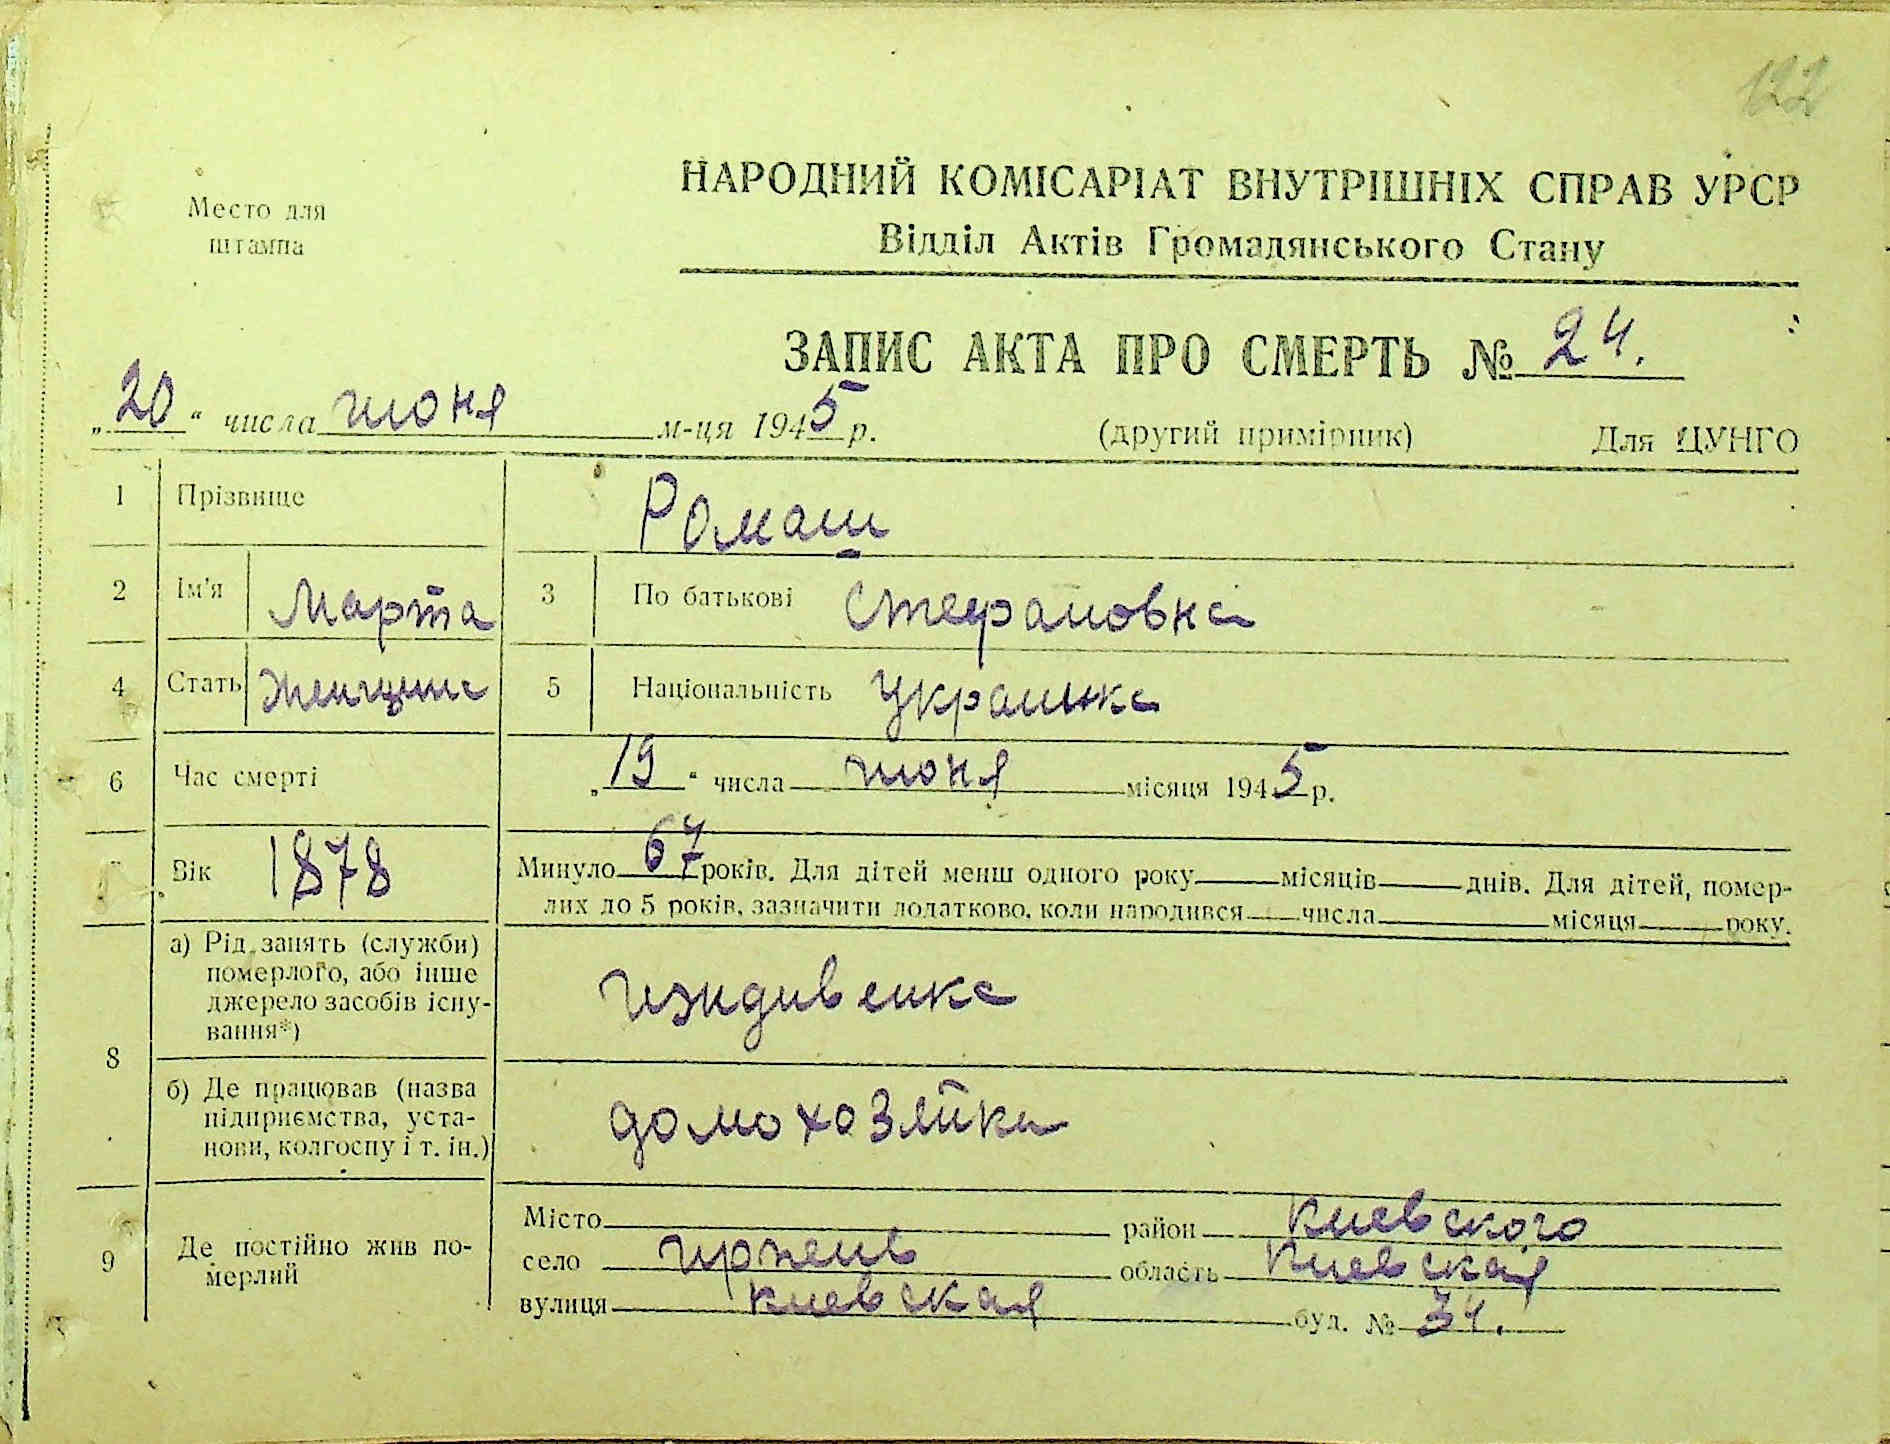 122
НАРОДНИЙ КОМІСАРІАТ ВНУТРІШНІХ СПРАВ УРСР
Место для
штампа
Відділ Актів Громадянського Стану
ЗАПИС АКТА ПРО СМЕРТЬ № 24.
„20“ числа июня м-ця 1945 р. (другий примірник) Для ЦУНГО
1 Прізвище Ромаш
2 Ім'я Марта 3 По батькові Стефановна
4 Стать Женщина 5 Національність Украинка
6 Час смерті „19“ числа июня місяця 1945 р.
Вік 1878 Минуло 67 років. Для дітей менш одного року місяців днів. Для дітей, помер-
лих до 5 років, зазначити додатково, коли народився числа місяця року.
8 а) Рід занять (служби)
померлого, або інше
джерело засобів існу-
вання*)
иждивенка
б) Де працював (назва
підприємства, уста-
нови, колгоспу і т. ін.)
домохозяйка
9 Де постійно жив по-
мерлий
Місто район Киевского
село Ирпень область Киевская
вулиця Киевская буд. № 34.